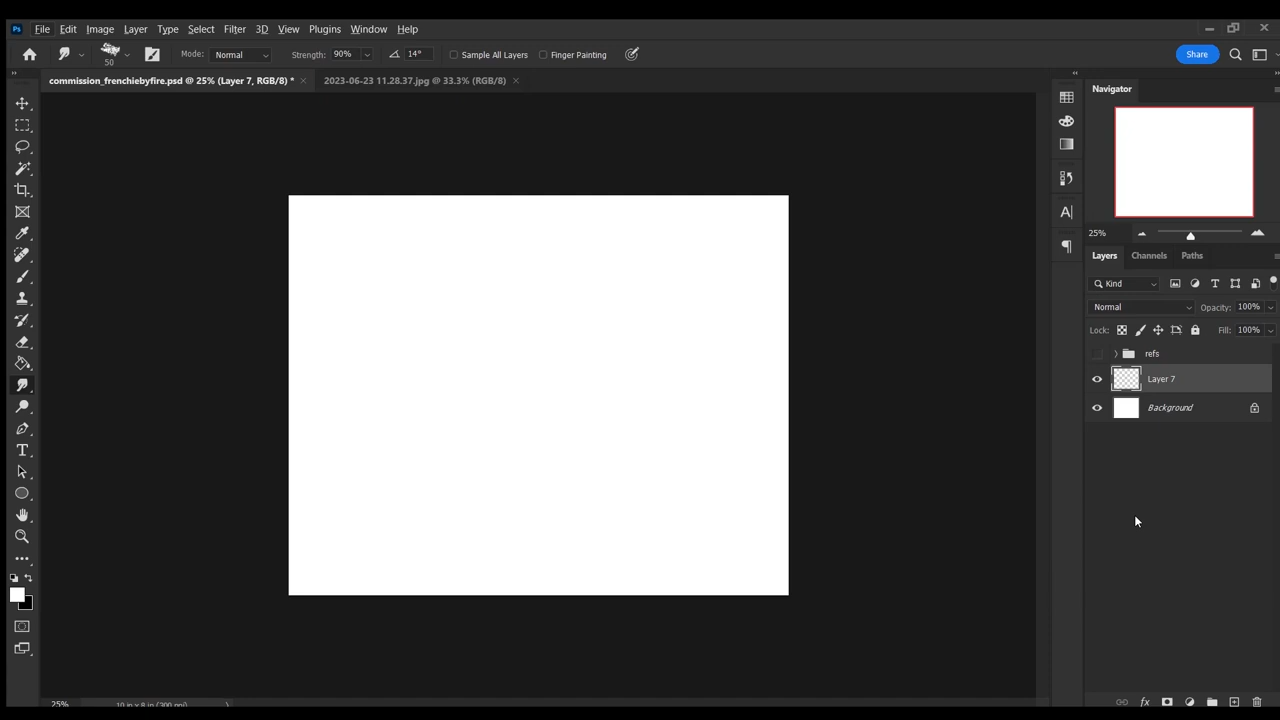 Ps File Edit Image Layer Type Select Filter 3D View Plugins Window Help
50 Mode: Normal Strength: 90% 14° Sample All Layers Finger Painting Share
commission_frenchiebyfire.psd @ 25% (Layer 7, RGB/8) * × 2023-06-23 11.28.37.jpg @ 33.3% (RGB/8) ×
Navigator
25%
Layers Channels Paths
Kind
Normal Opacity: 100%
Lock: Fill: 100%
refs
Layer 7
Background
25% 10 in x 8 in (300 ppi)